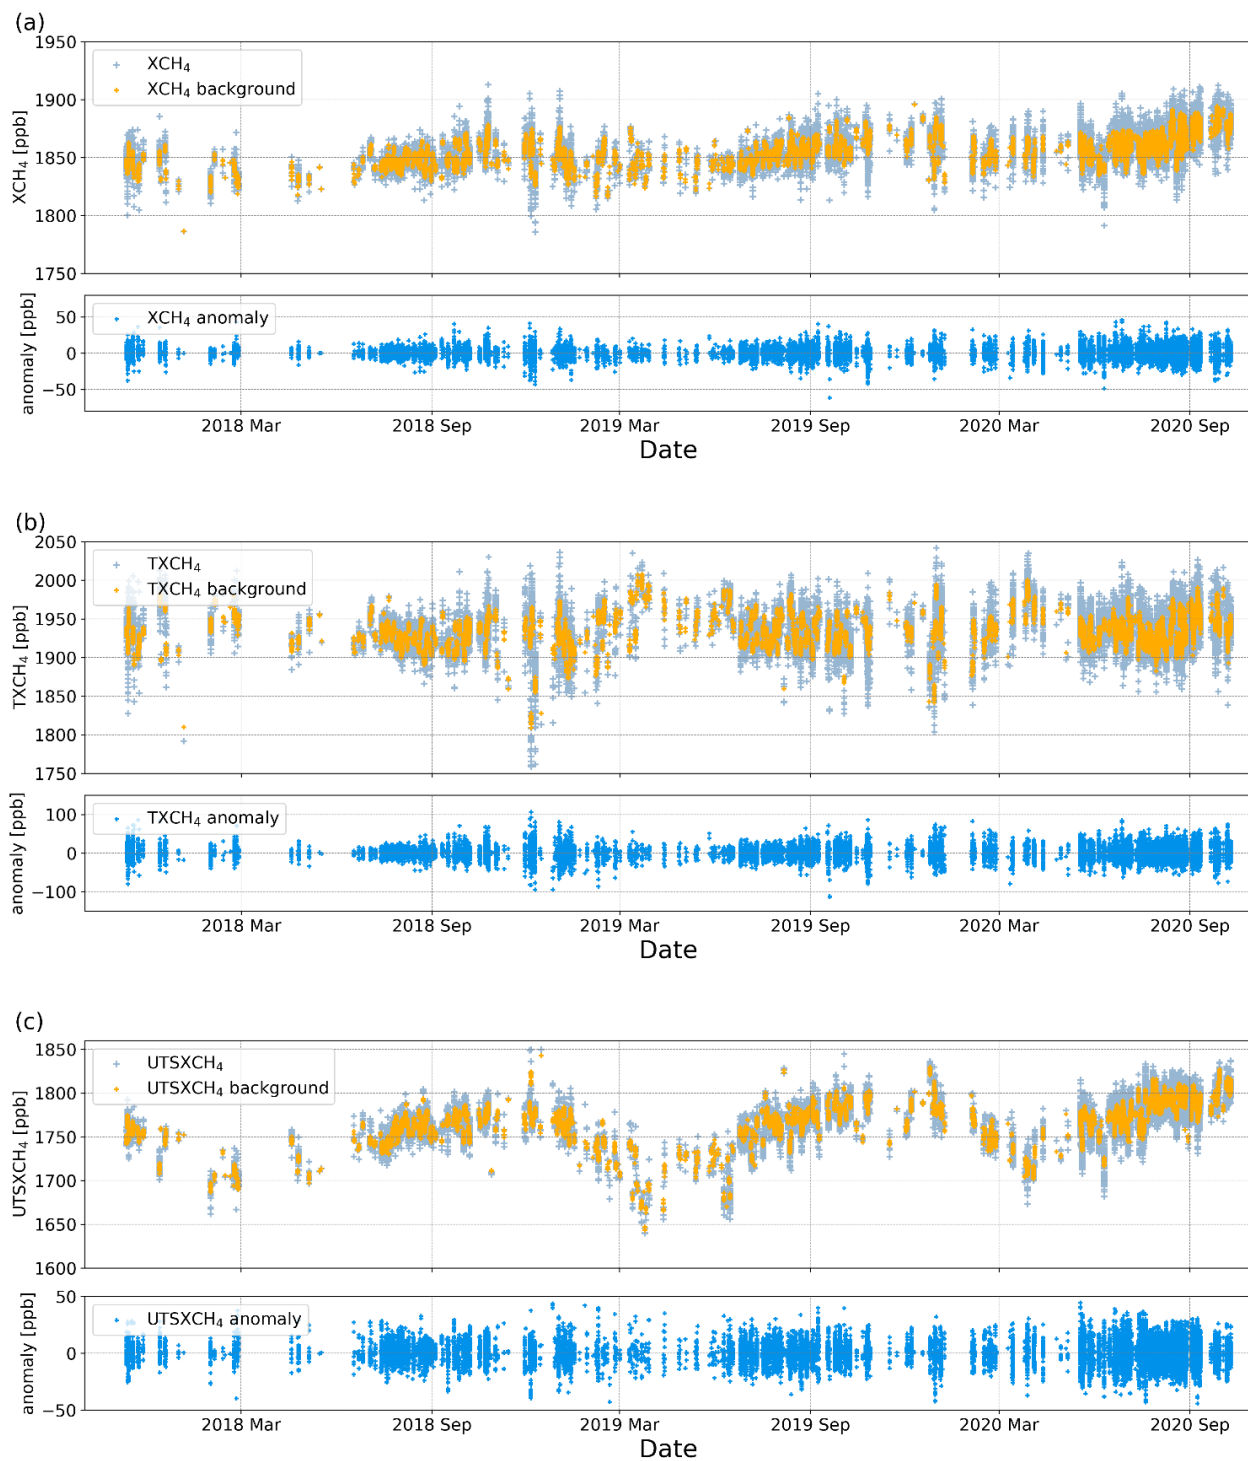 (a)
1950
1900
1850
1800
1750
XCH₄ [ppb]
XCH₄
XCH₄ background
50
0
−50
anomaly [ppb]
XCH₄ anomaly
2018 Mar 2018 Sep 2019 Mar 2019 Sep 2020 Mar 2020 Sep
Date
(b)
2050
2000
1950
1900
1850
1800
1750
TXCH₄ [ppb]
TXCH₄
TXCH₄ background
100
0
−100
anomaly [ppb]
TXCH₄ anomaly
2018 Mar 2018 Sep 2019 Mar 2019 Sep 2020 Mar 2020 Sep
Date
(c)
1850
1800
1750
1700
1650
1600
UTSXCH₄ [ppb]
UTSXCH₄
UTSXCH₄ background
50
0
−50
anomaly [ppb]
UTSXCH₄ anomaly
2018 Mar 2018 Sep 2019 Mar 2019 Sep 2020 Mar 2020 Sep
Date